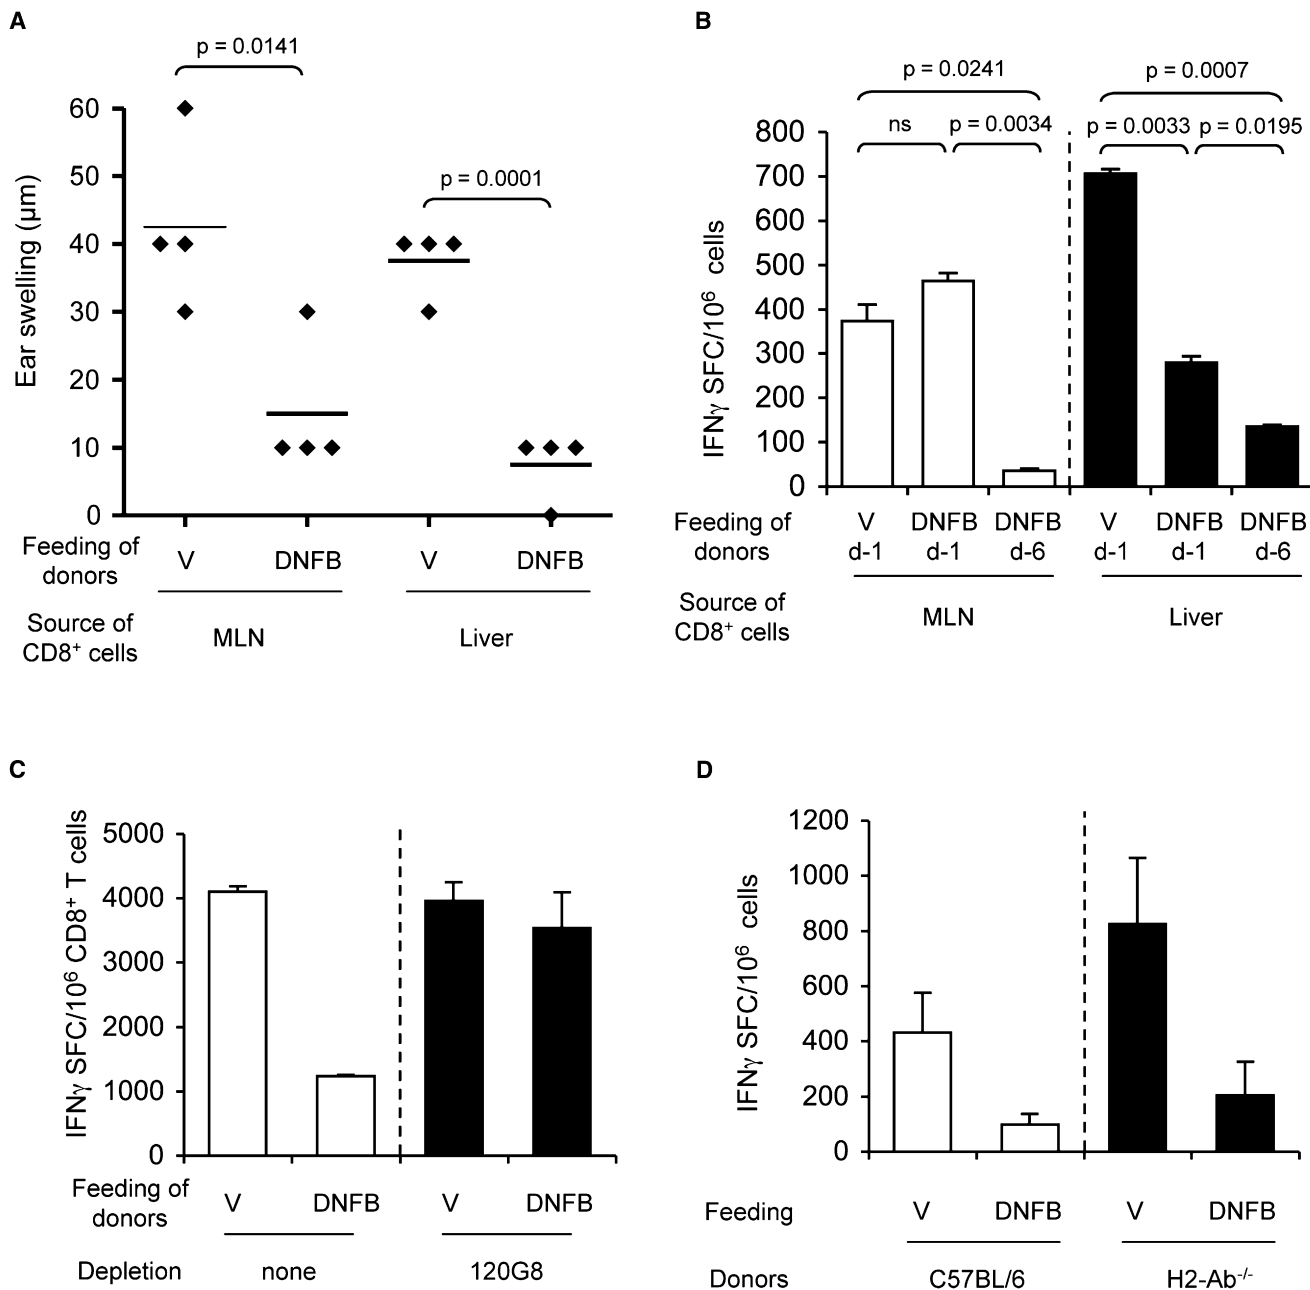 A
p = 0.0141
p = 0.0001
Ear swelling (μm)
60
50
40
30
20
10
0
Feeding of
donors
V
DNFB
V
DNFB
Source of
CD8⁺ cells
MLN
Liver
B
p = 0.0241
p = 0.0007
ns
p = 0.0034
p = 0.0033
p = 0.0195
IFNγ SFC/10⁶ cells
800
700
600
500
400
300
200
100
0
Feeding of
donors
V
d-1
DNFB
d-1
DNFB
d-6
V
d-1
DNFB
d-1
DNFB
d-6
Source of
CD8⁺ cells
MLN
Liver
C
IFNγ SFC/10⁶ CD8⁺ T cells
5000
4000
3000
2000
1000
0
Feeding of
donors
V
DNFB
V
DNFB
Depletion
none
120G8
D
IFNγ SFC/10⁶ cells
1200
1000
800
600
400
200
0
Feeding
V
DNFB
V
DNFB
Donors
C57BL/6
H2-Ab⁻/⁻